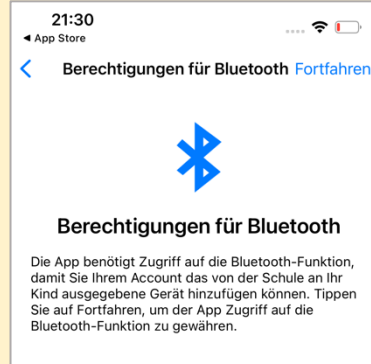 21:30
◀ App Store
Berechtigungen für Bluetooth Fortfahren
Berechtigungen für Bluetooth
Die App benötigt Zugriff auf die Bluetooth-Funktion,
damit Sie Ihrem Account das von der Schule an Ihr
Kind ausgegebene Gerät hinzufügen können. Tippen
Sie auf Fortfahren, um der App Zugriff auf die
Bluetooth-Funktion zu gewähren.